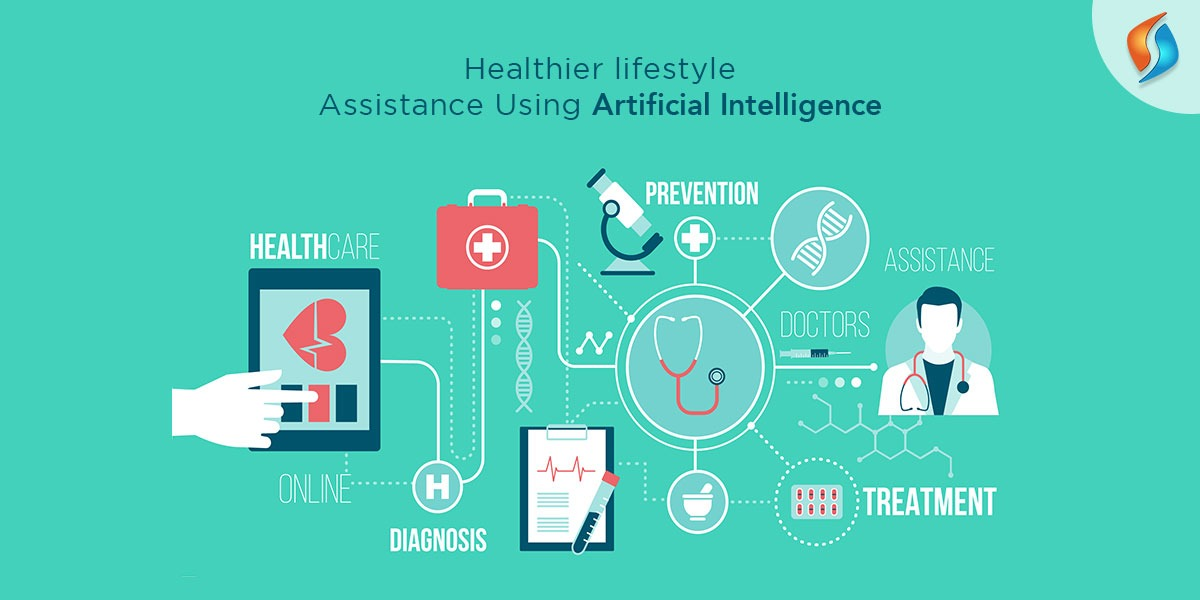 Healthier lifestyle
Assistance Using Artificial Intelligence
PREVENTION
HEALTHCARE
ASSISTANCE
DOCTORS
ONLINE
H
DIAGNOSIS
TREATMENT